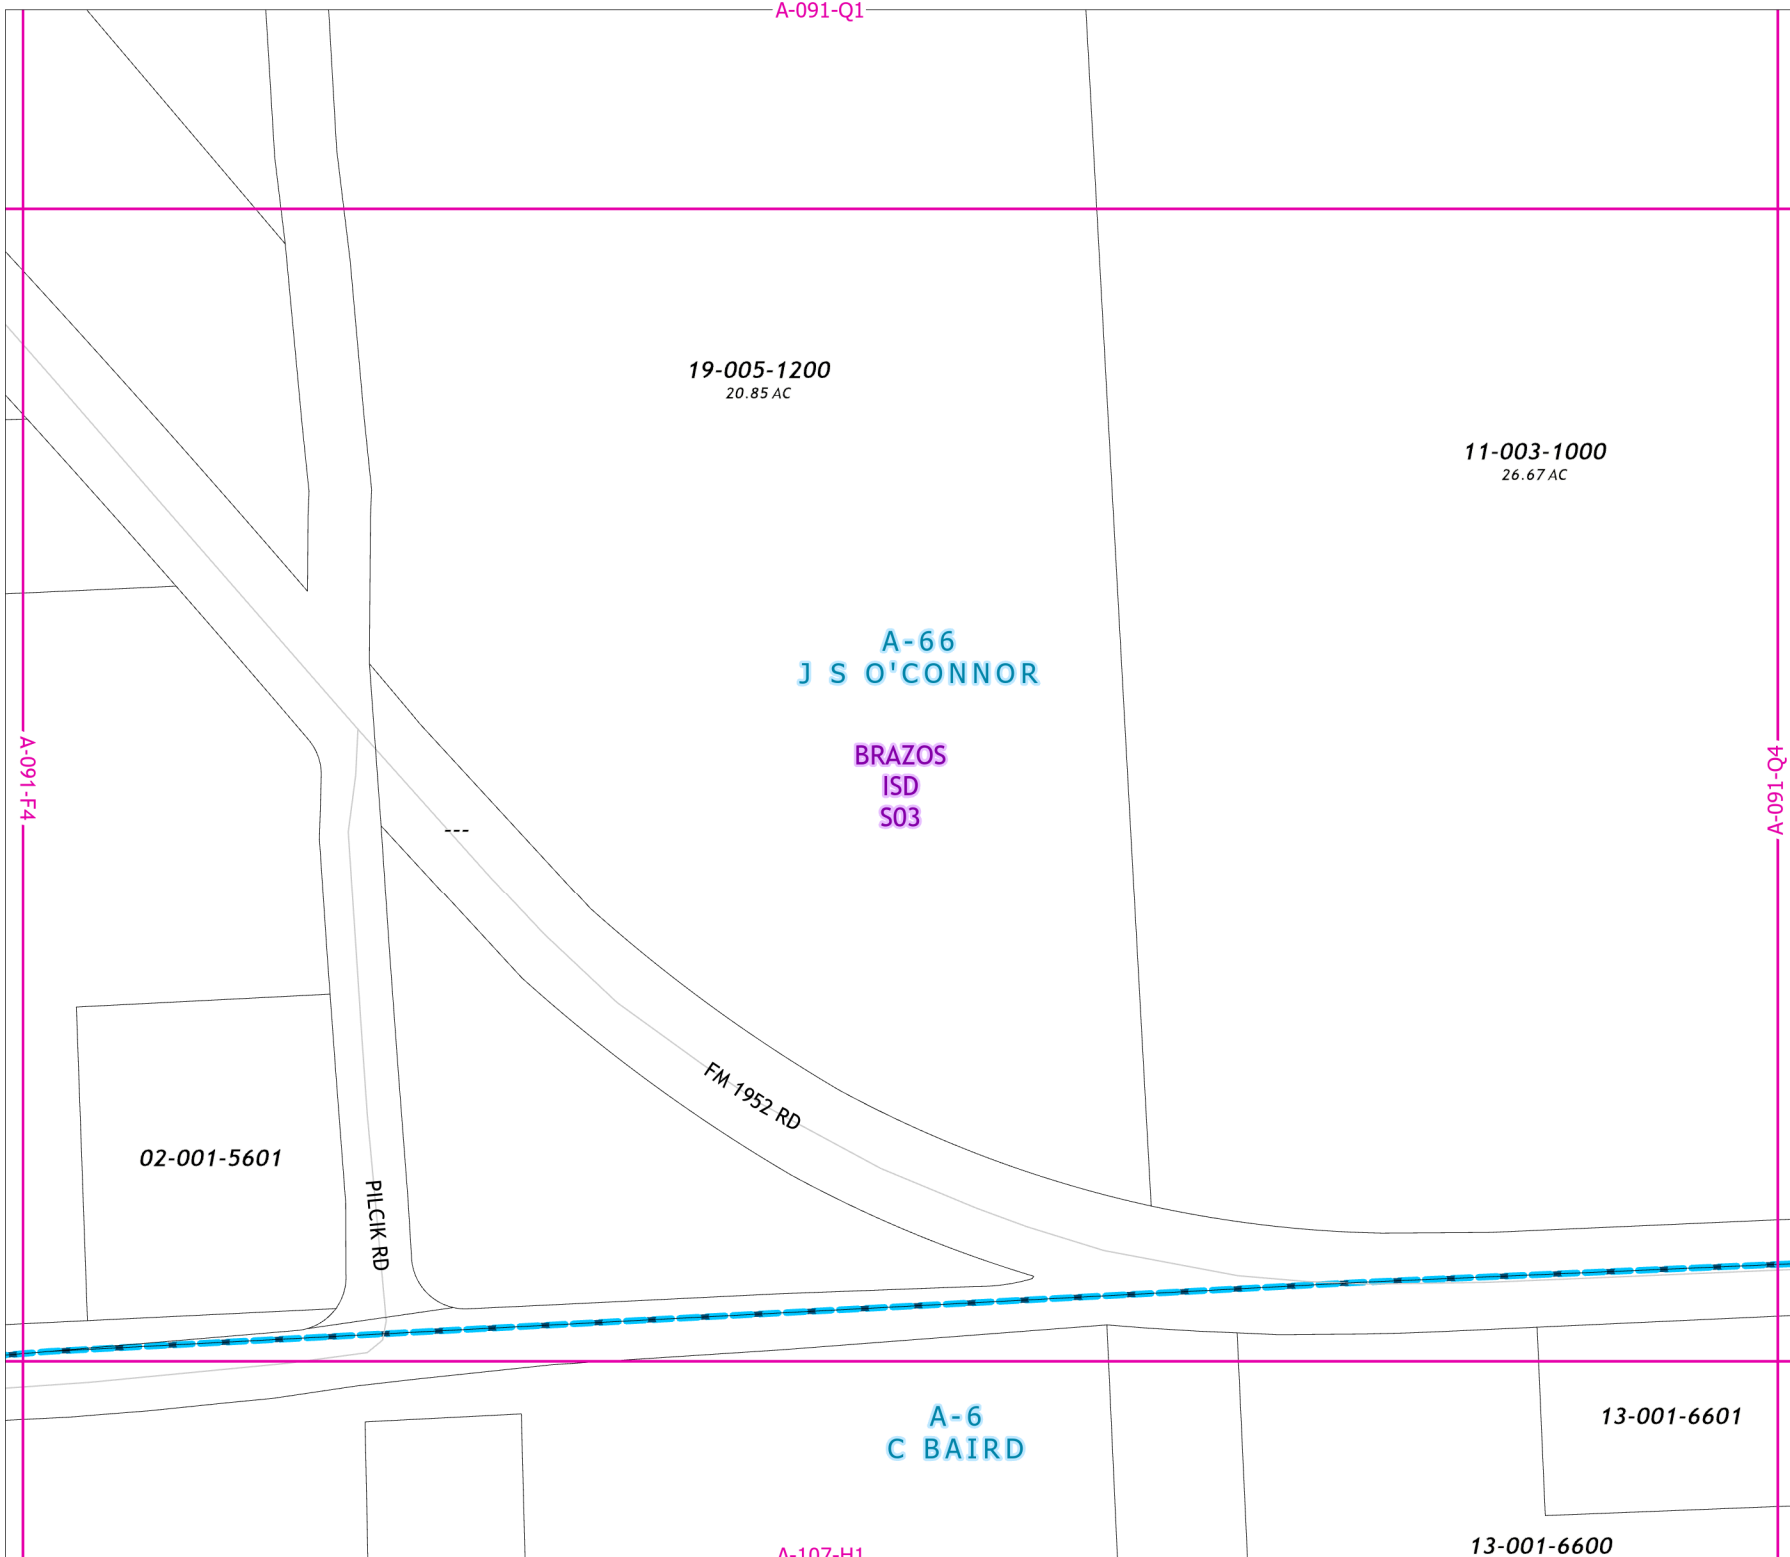 A-091-Q1
19-005-1200
20.85 AC
11-003-1000
26.67 AC
A-66
J S O'CONNOR
BRAZOS
ISD
S03
A-091-F4
A-091-Q4
---
FM 1952 RD
02-001-5601
PILCIK RD
A-6
C BAIRD
13-001-6601
13-001-6600
A-107-H1